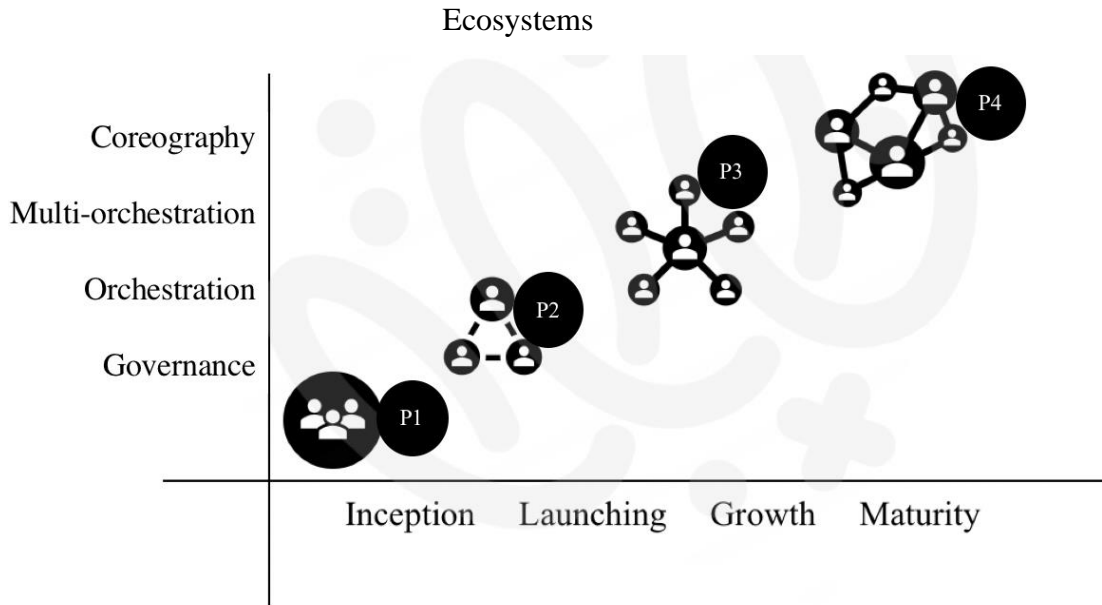 Ecosystems
Coreography
Multi-orchestration
Orchestration
Governance
P4
P3
P2
P1
Inception Launching Growth Maturity